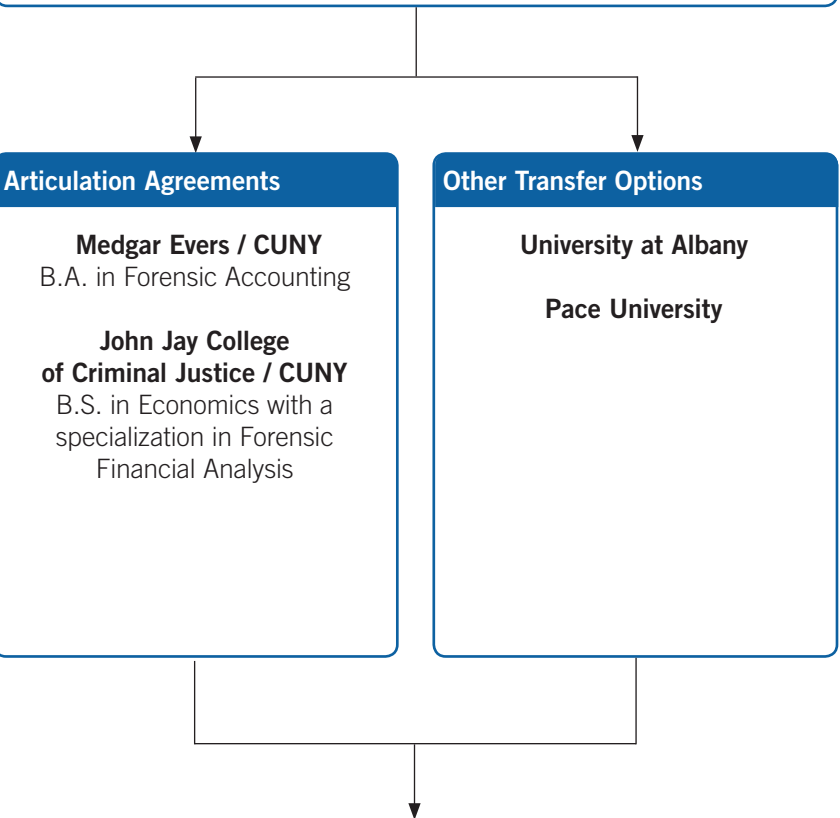 Articulation Agreements
Medgar Evers / CUNY
B.A. in Forensic Accounting
John Jay College
of Criminal Justice / CUNY
B.S. in Economics with a
specialization in Forensic
Financial Analysis
Other Transfer Options
University at Albany
Pace University